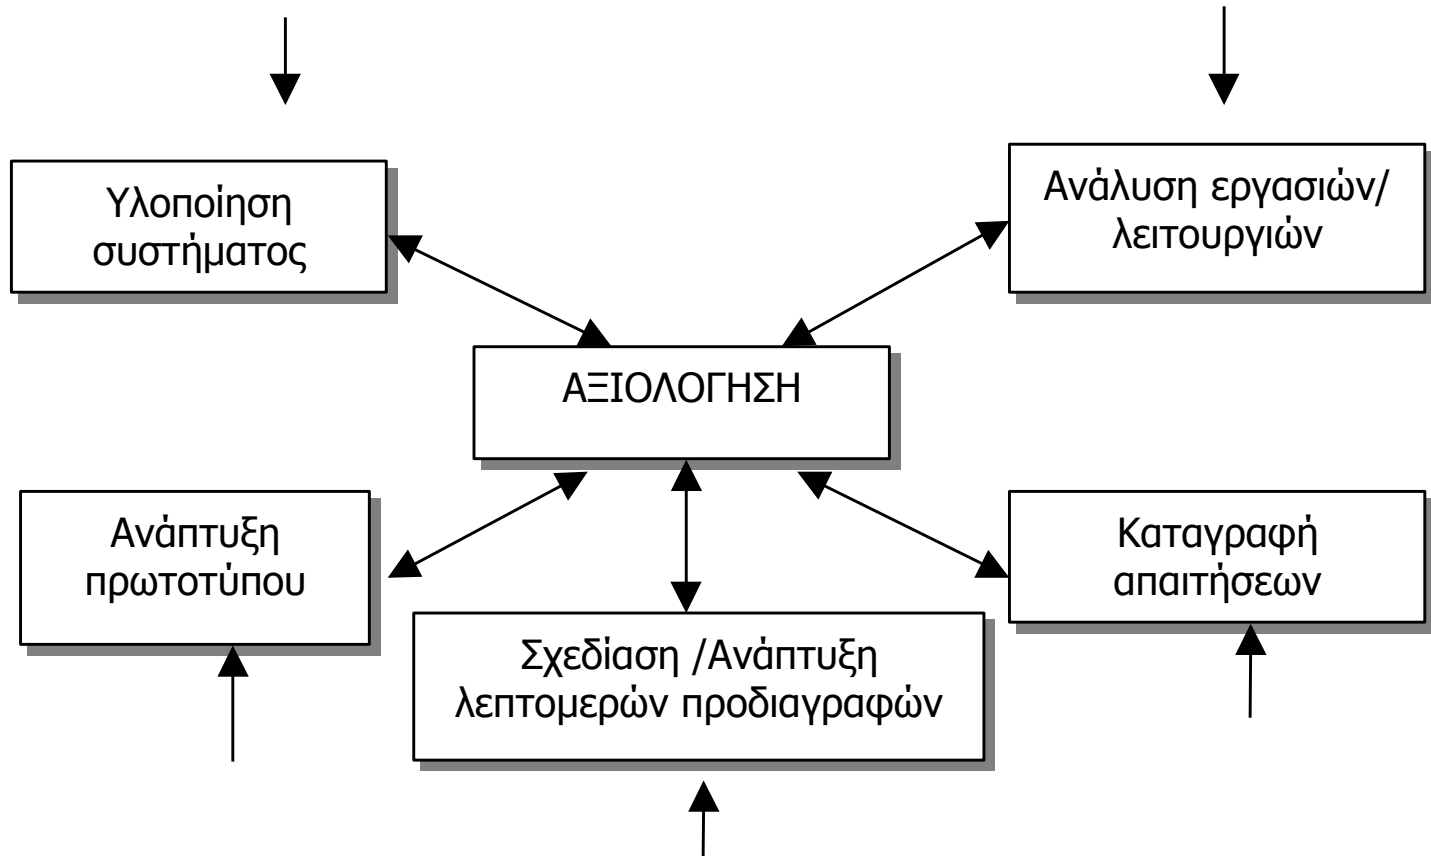 Υλοποίηση
συστήματος
Ανάλυση εργασιών/
λειτουργιών
ΑΞΙΟΛΟΓΗΣΗ
Ανάπτυξη
πρωτοτύπου
Σχεδίαση /Ανάπτυξη
λεπτομερών προδιαγραφών
Καταγραφή
απαιτήσεων